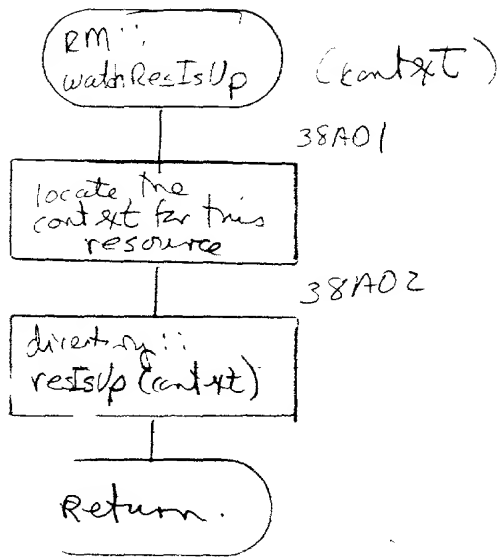 RM::
watchResIsUp
(context)
38A01
locate the
context for this
resource
38A02
directory::
resIsUp (context)
Return.